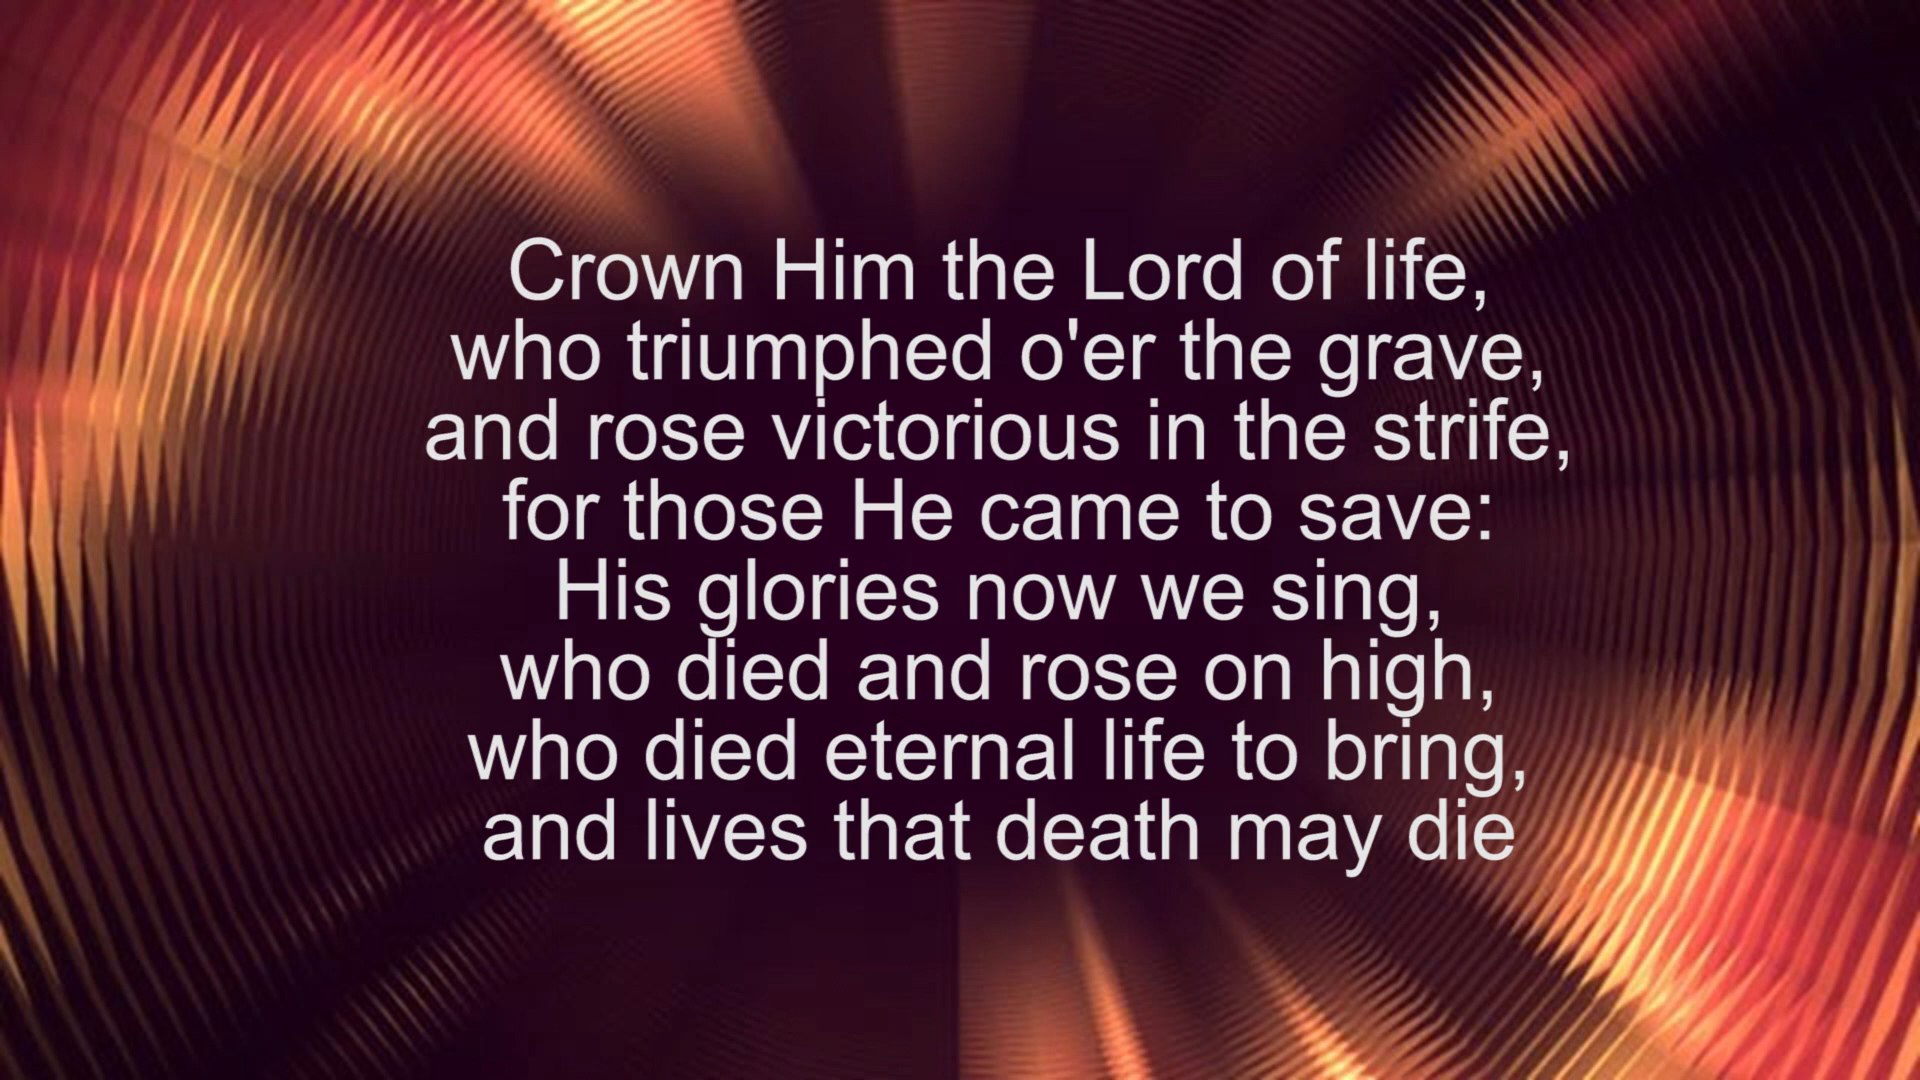 Crown Him the Lord of life,
who triumphed o'er the grave,
and rose victorious in the strife,
for those He came to save:
His glories now we sing,
who died and rose on high,
who died eternal life to bring,
and lives that death may die